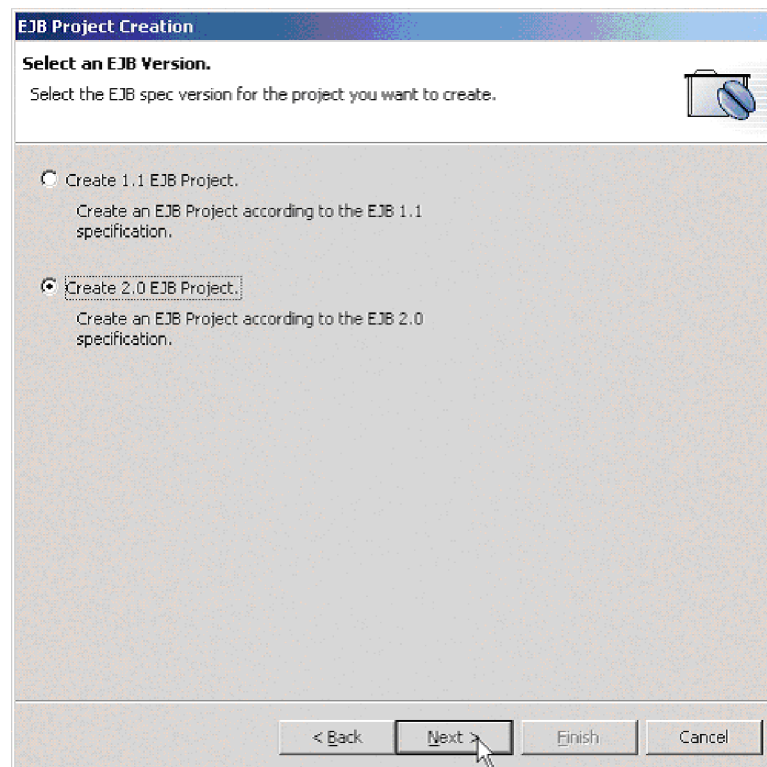 EJB Project Creation
Select an EJB Version.
Select the EJB spec version for the project you want to create.
Create 1.1 EJB Project.
Create an EJB Project according to the EJB 1.1
specification.
Create 2.0 EJB Project.
Create an EJB Project according to the EJB 2.0
specification.
< Back Next > Finish Cancel